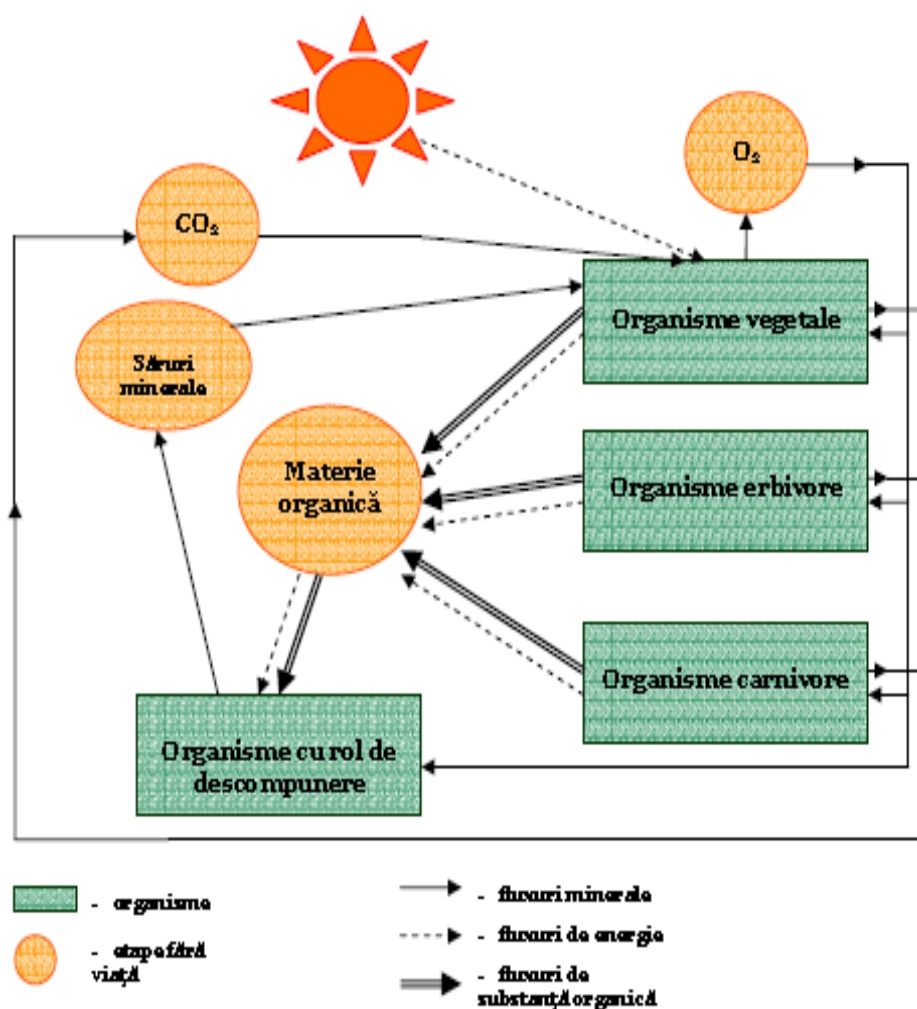 O₂
CO₂
Organisme vegetale
Săruri
minerale
Materie
organică
Organisme erbivore
Organisme carnivore
Organisme cu rol de
descompunere
- organisme
- etape fără
viață
- fluxuri minerale
- fluxuri de energie
- fluxuri de
substanță organică